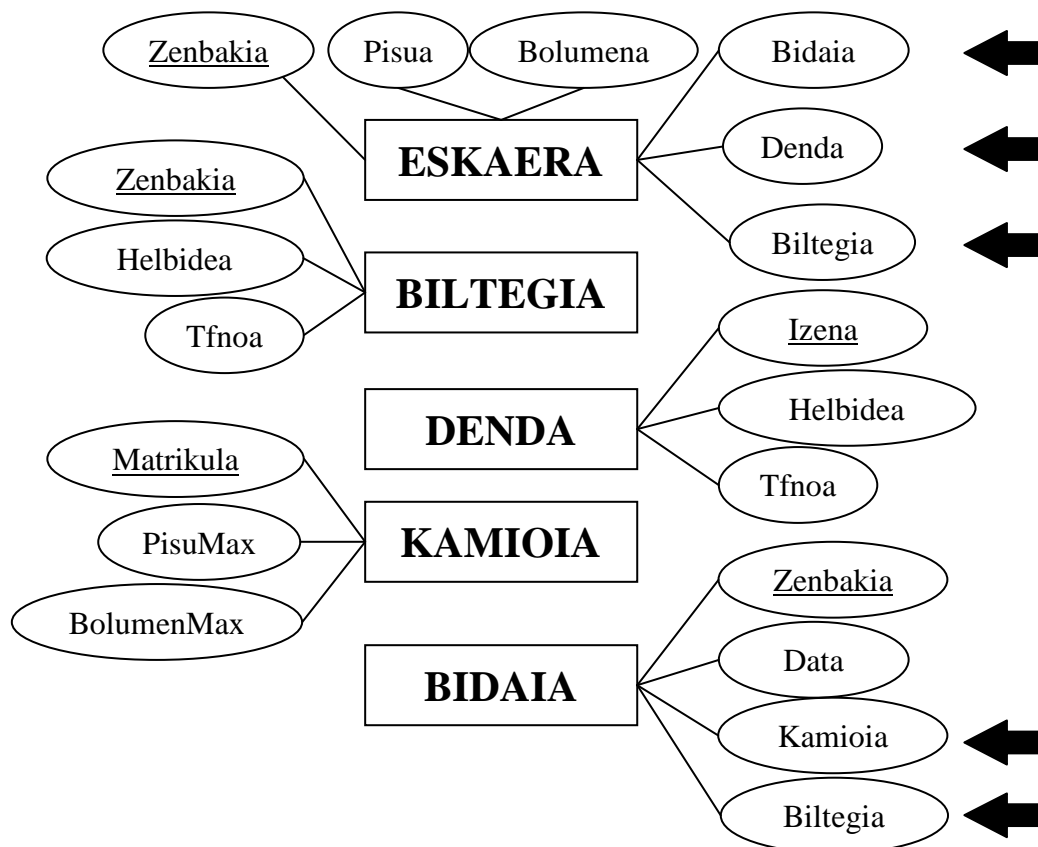 Zenbakia
Pisua
Bolumena
Bidaia
ESKAERA
Denda
Zenbakia
Biltegia
Helbidea
BILTEGIA
Tfnoa
Izena
DENDA
Helbidea
Matrikula
Tfnoa
PisuMax
KAMIOIA
Zenbakia
BolumenMax
Data
BIDAIA
Kamioia
Biltegia